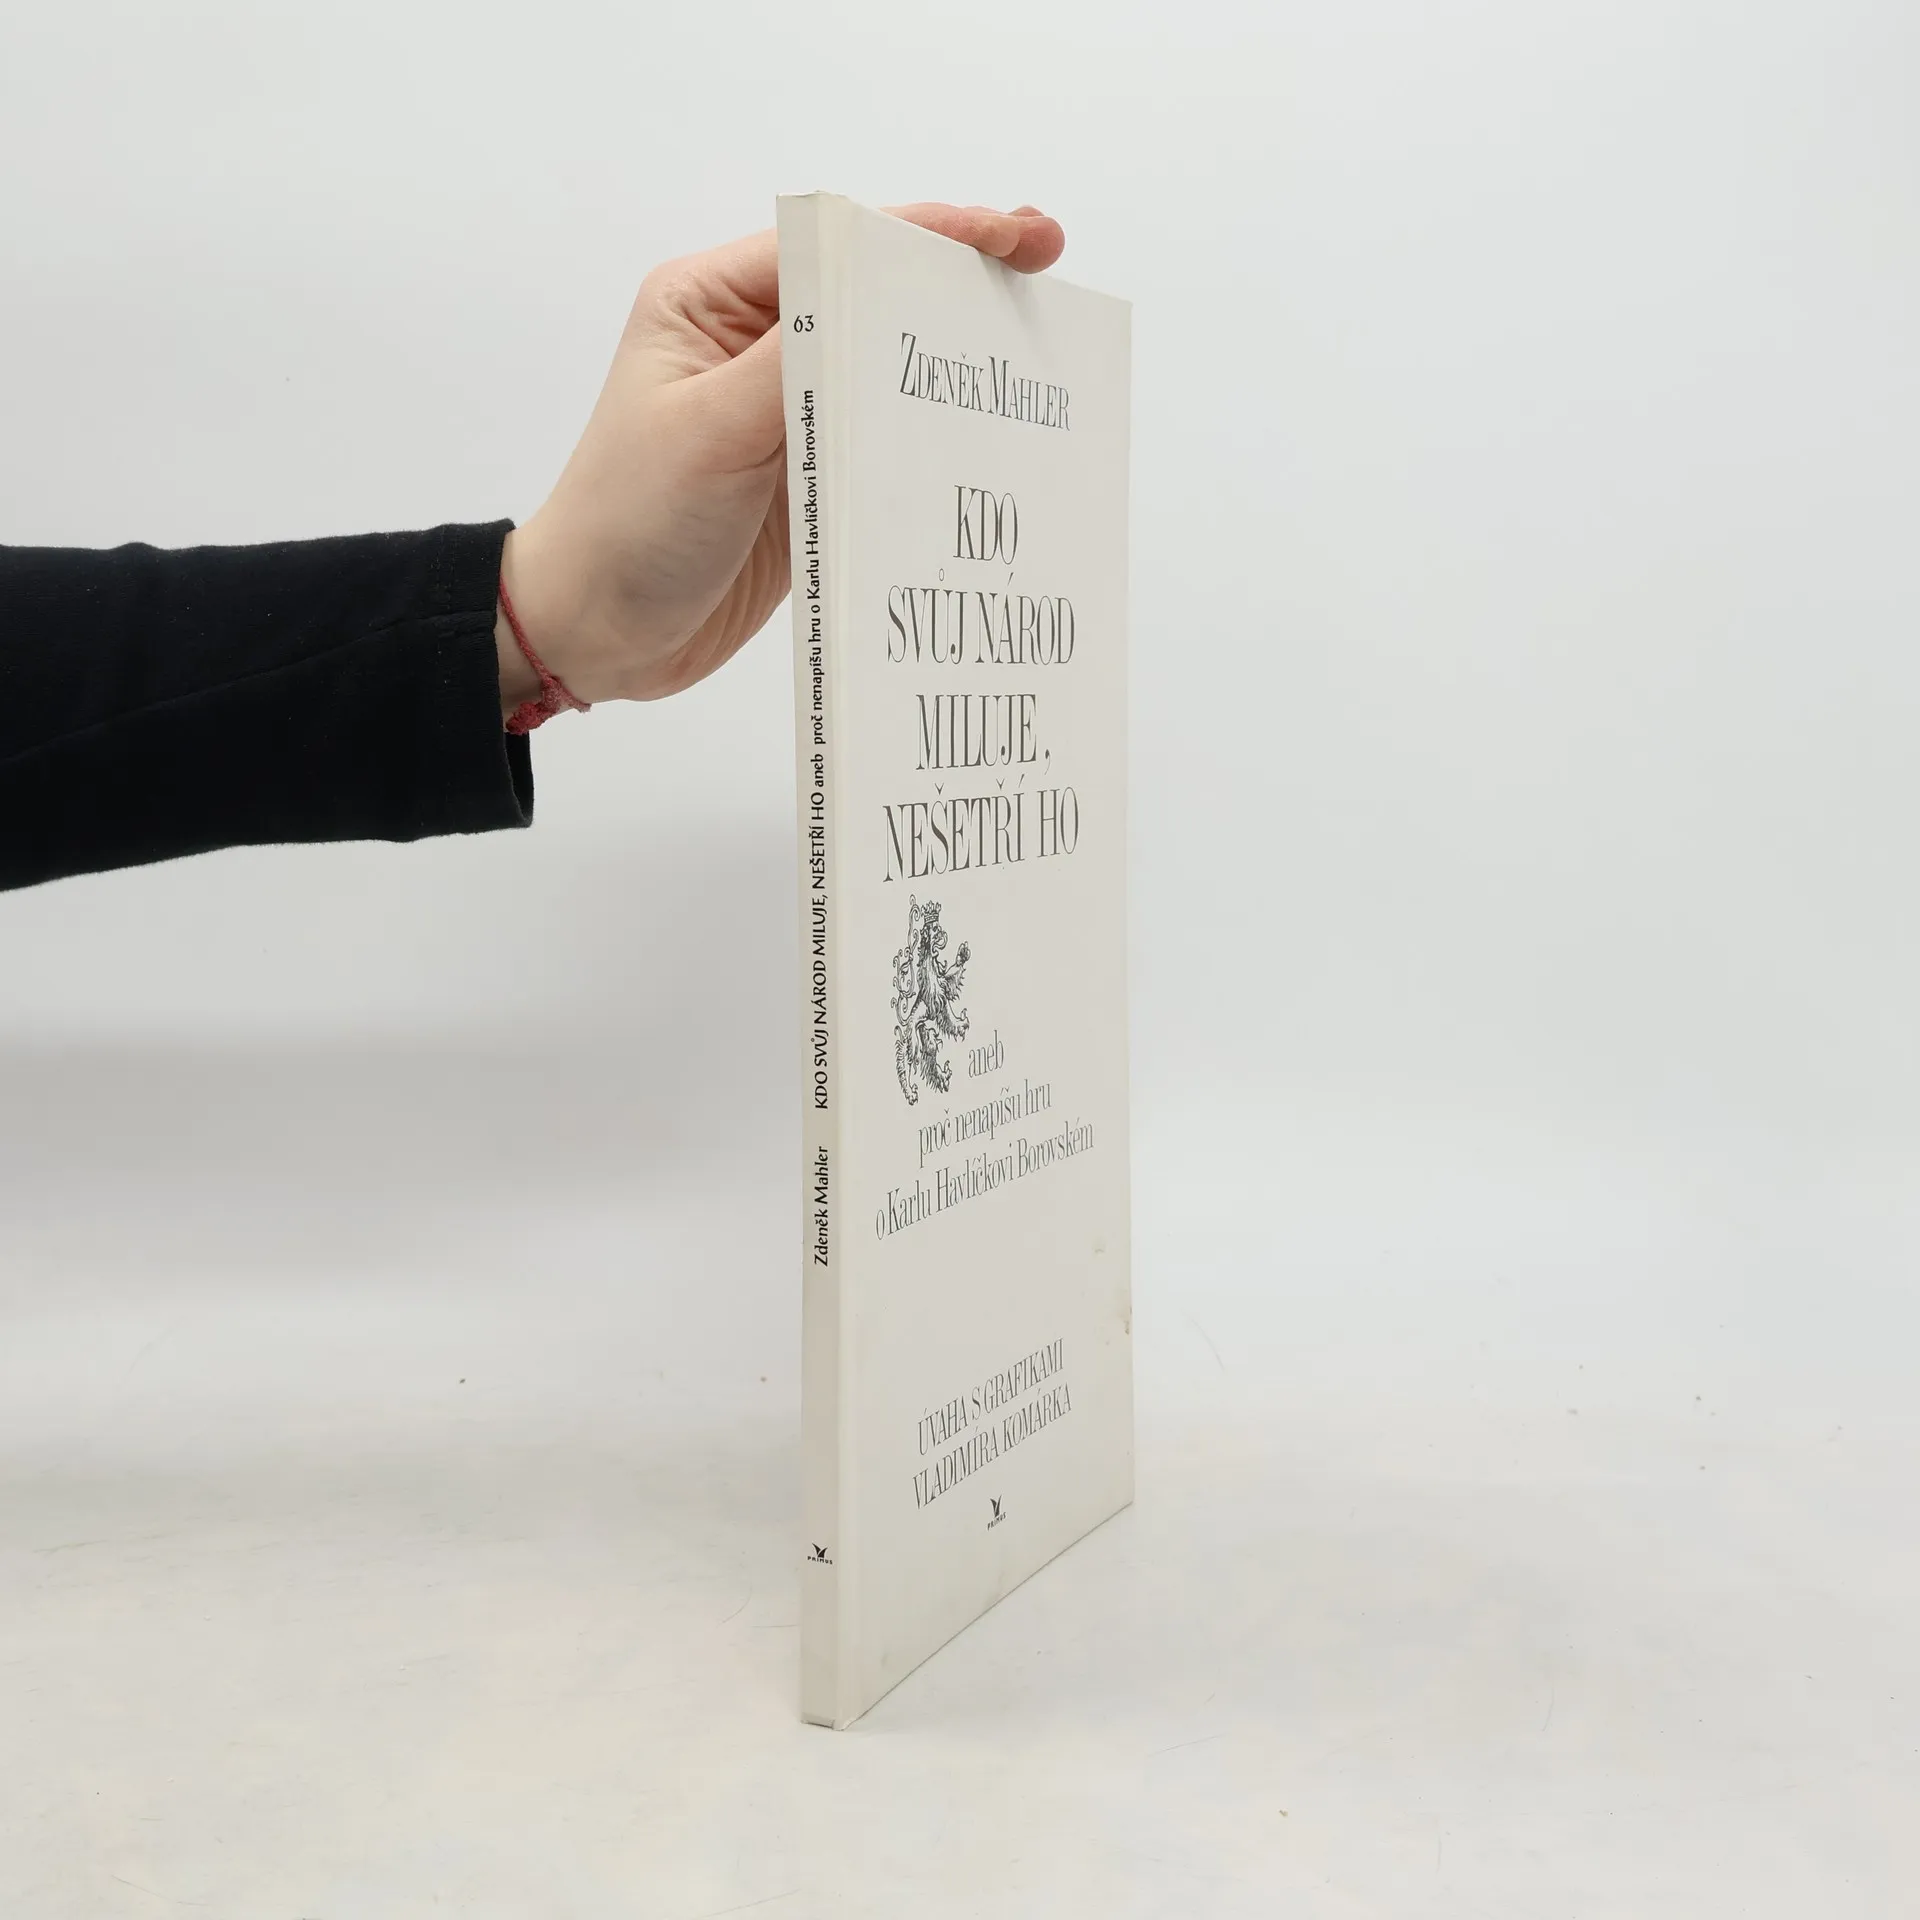 63
Zdeněk Mahler KDO SVŮJ NÁROD MILUJE, NEŠETŘÍ HO aneb proč nenapíšu hru o Karlu Havlíčkovi Borovském
PRIMUS
ZDENĚK MAHLER
KDO
SVŮJ NÁROD
MILUJE,
NEŠETŘÍ HO
aneb
proč nenapíšu hru
o Karlu Havlíčkovi Borovském
ÚVAHA S GRAFIKAMI
VLADIMÍRA KOMÁRKA
PRIMUS